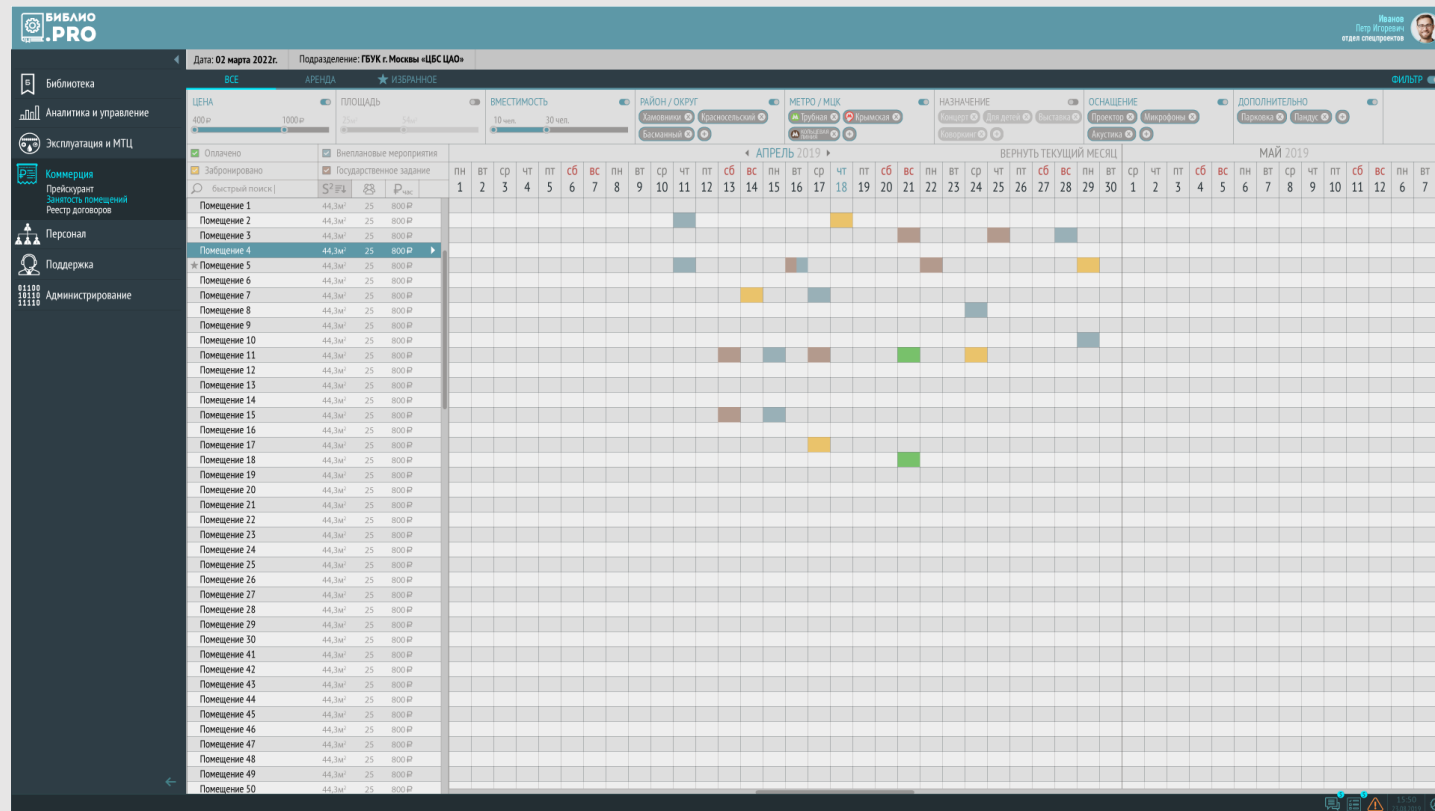 БИБЛИО
.PRO
Иванов
Петр Игоревич
отдел спецпроектов
Дата: 02 марта 2022г. Подразделение: ГБУК г. Москвы «ЦБС ЦАО»
ВСЕ АРЕНДА ★ ИЗБРАННОЕ ФИЛЬТР
Библиотека
Аналитика и управление
Эксплуатация и МТЦ
Коммерция
Прейскурант
Занятость помещений
Реестр договоров
Персонал
Поддержка
01100
10110
11110
Администрирование
ЦЕНА ПЛОЩАДЬ ВМЕСТИМОСТЬ РАЙОН / ОКРУГ МЕТРО / МЦК НАЗНАЧЕНИЕ ОСНАЩЕНИЕ ДОПОЛНИТЕЛЬНО
400 ₽ 1000 ₽ 10 чел. 30 чел. Хамовники Красносельский Трубная Крымская Концерт Для детей Выставка Проектор Микрофоны Парковка Пандус
Басманный Коворкинг Акустика
Оплачено Внеплановые мероприятия
Забронировано Государственное задание
быстрый поиск S² ₽час
АПРЕЛЬ 2019 ВЕРНУТЬ ТЕКУЩИЙ МЕСЯЦ МАЙ 2019
пн вт ср чт пт сб вс пн вт ср чт пт сб вс пн вт ср чт пт сб вс пн вт ср чт пт сб вс пн вт ср чт пт сб вс пн вт ср чт пт сб вс пн вт
1 2 3 4 5 6 7 8 9 10 11 12 13 14 15 16 17 18 19 20 21 22 23 24 25 26 27 28 29 30 1 2 3 4 5 6 7 8 9 10 11 12 6 7
Помещение 1 44,3м² 25 800 ₽
Помещение 2 44,3м² 25 800 ₽
Помещение 3 44,3м² 25 800 ₽
Помещение 4 44,3м² 25 800 ₽
★ Помещение 5 44,3м² 25 800 ₽
Помещение 6 44,3м² 25 800 ₽
Помещение 7 44,3м² 25 800 ₽
Помещение 8 44,3м² 25 800 ₽
Помещение 9 44,3м² 25 800 ₽
Помещение 10 44,3м² 25 800 ₽
Помещение 11 44,3м² 25 800 ₽
Помещение 12 44,3м² 25 800 ₽
Помещение 13 44,3м² 25 800 ₽
Помещение 14 44,3м² 25 800 ₽
Помещение 15 44,3м² 25 800 ₽
Помещение 16 44,3м² 25 800 ₽
Помещение 17 44,3м² 25 800 ₽
Помещение 18 44,3м² 25 800 ₽
Помещение 19 44,3м² 25 800 ₽
Помещение 20 44,3м² 25 800 ₽
Помещение 21 44,3м² 25 800 ₽
Помещение 22 44,3м² 25 800 ₽
Помещение 23 44,3м² 25 800 ₽
Помещение 24 44,3м² 25 800 ₽
Помещение 25 44,3м² 25 800 ₽
Помещение 26 44,3м² 25 800 ₽
Помещение 27 44,3м² 25 800 ₽
Помещение 28 44,3м² 25 800 ₽
Помещение 29 44,3м² 25 800 ₽
Помещение 30 44,3м² 25 800 ₽
Помещение 41 44,3м² 25 800 ₽
Помещение 42 44,3м² 25 800 ₽
Помещение 43 44,3м² 25 800 ₽
Помещение 44 44,3м² 25 800 ₽
Помещение 45 44,3м² 25 800 ₽
Помещение 46 44,3м² 25 800 ₽
Помещение 47 44,3м² 25 800 ₽
Помещение 48 44,3м² 25 800 ₽
Помещение 49 44,3м² 25 800 ₽
Помещение 50 44,3м² 25 800 ₽
15:50